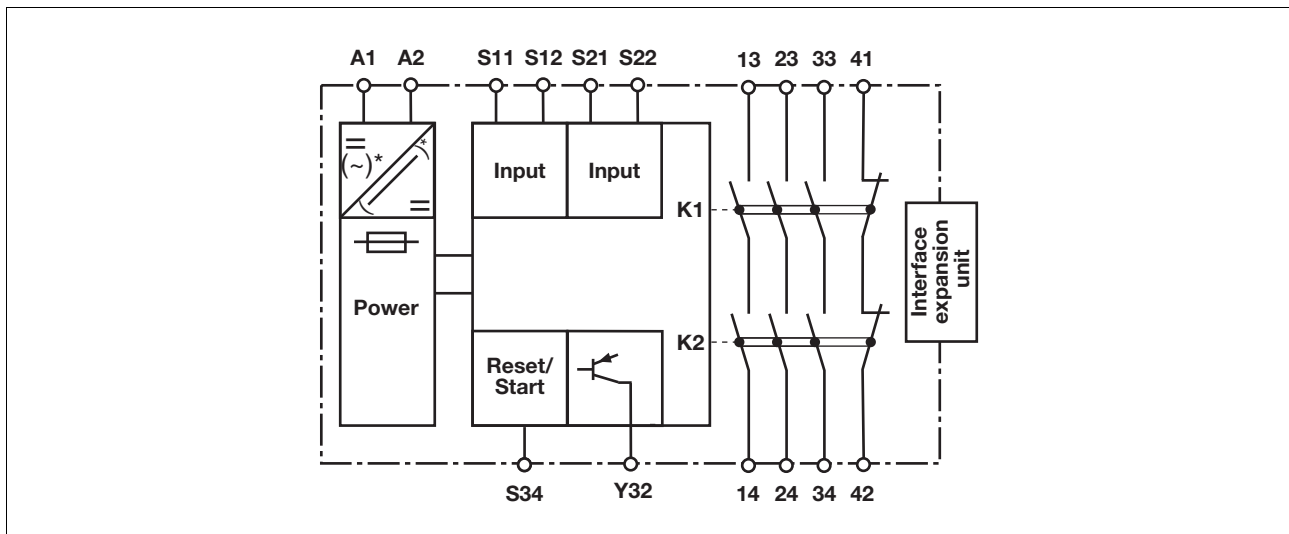 A1 A2 S11 S12 S21 S22 13 23 33 41
= (~)* (*) =
Input Input
K1
Power
Interface
expansion
unit
K2
Reset/
Start
S34 Y32 14 24 34 42